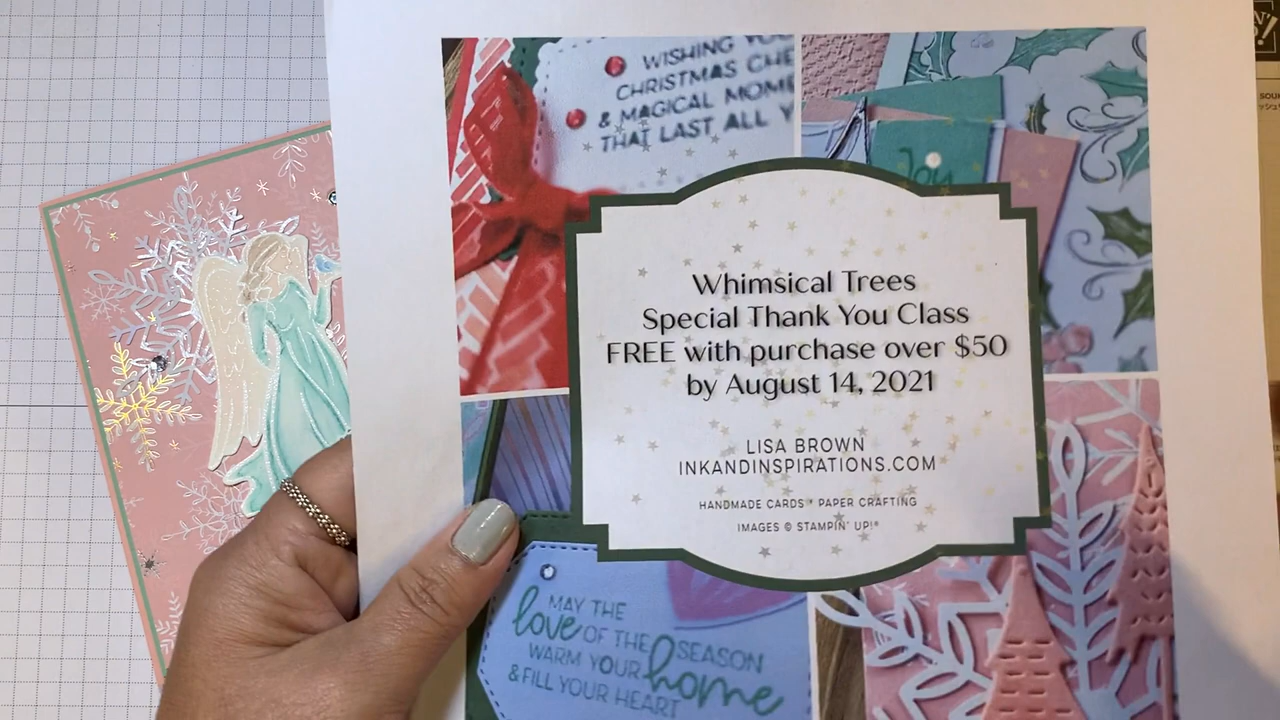 WISHING YOU
CHRISTMAS CHE
& MAGICAL MOME
THAT LAST ALL Y
Joy
Whimsical Trees
Special Thank You Class
FREE with purchase over $50
by August 14, 2021
LISA BROWN
INKANDINSPIRATIONS.COM
HANDMADE CARDS * PAPER CRAFTING
IMAGES © STAMPIN' UP!®
MAY THE
love OF THE SEASON
WARM YOUR home
& FILL YOUR HEART